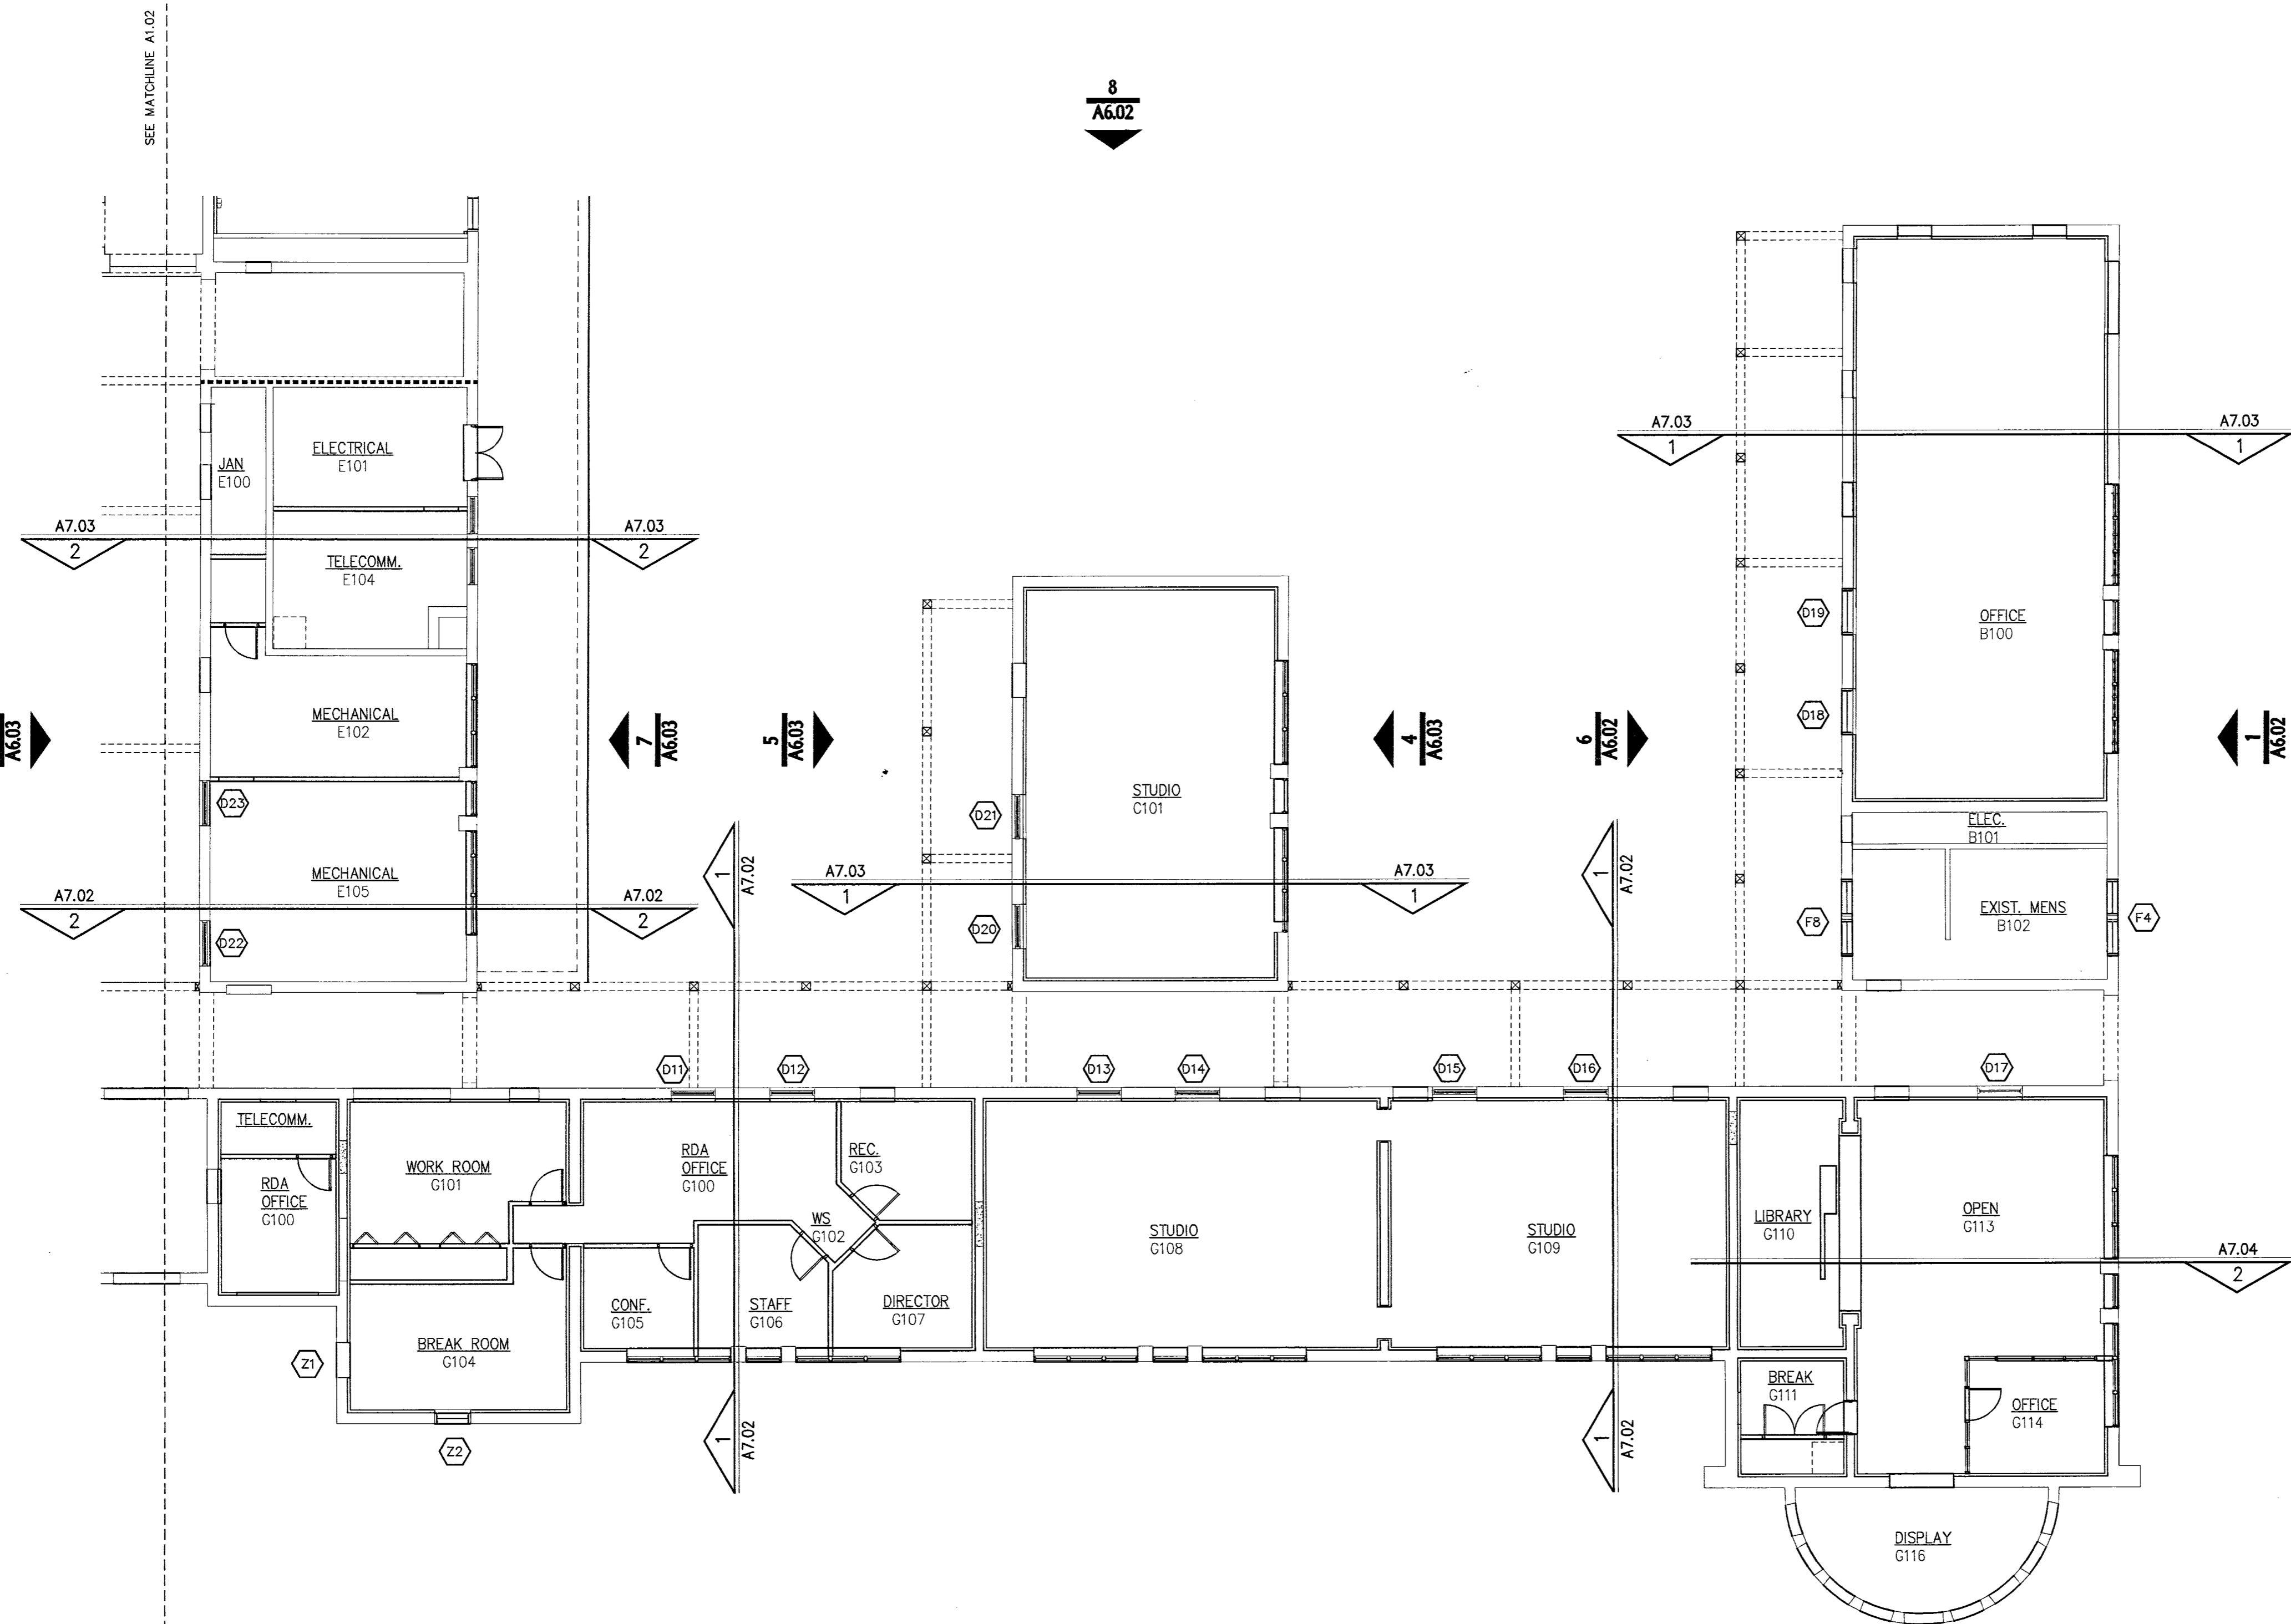 SEE MATCHLINE A1.02
8
A6.02
A7.03
1
A7.03
1
JAN
E100
ELECTRICAL
E101
A7.03
2
A7.03
2
TELECOMM.
E104
D19
OFFICE
B100
MECHANICAL
E102
D18
A6.03
7
A6.03
5
A6.03
4
A6.03
6
A6.02
1
A6.02
D23
STUDIO
C101
D21
ELEC.
B101
MECHANICAL
E105
1
A7.02
A7.03
1
A7.03
1
1
A7.02
A7.02
2
A7.02
2
EXIST. MENS
B102
F8
F4
D22
D20
D11
D12
D13
D14
D15
D16
D17
TELECOMM.
WORK ROOM
G101
RDA
OFFICE
G100
REC.
G103
RDA
OFFICE
G100
WS
G102
STUDIO
G108
STUDIO
G109
LIBRARY
G110
OPEN
G113
A7.04
2
CONF.
G105
STAFF
G106
DIRECTOR
G107
BREAK ROOM
G104
Z1
BREAK
G111
OFFICE
G114
Z2
1
A7.02
1
A7.02
DISPLAY
G116